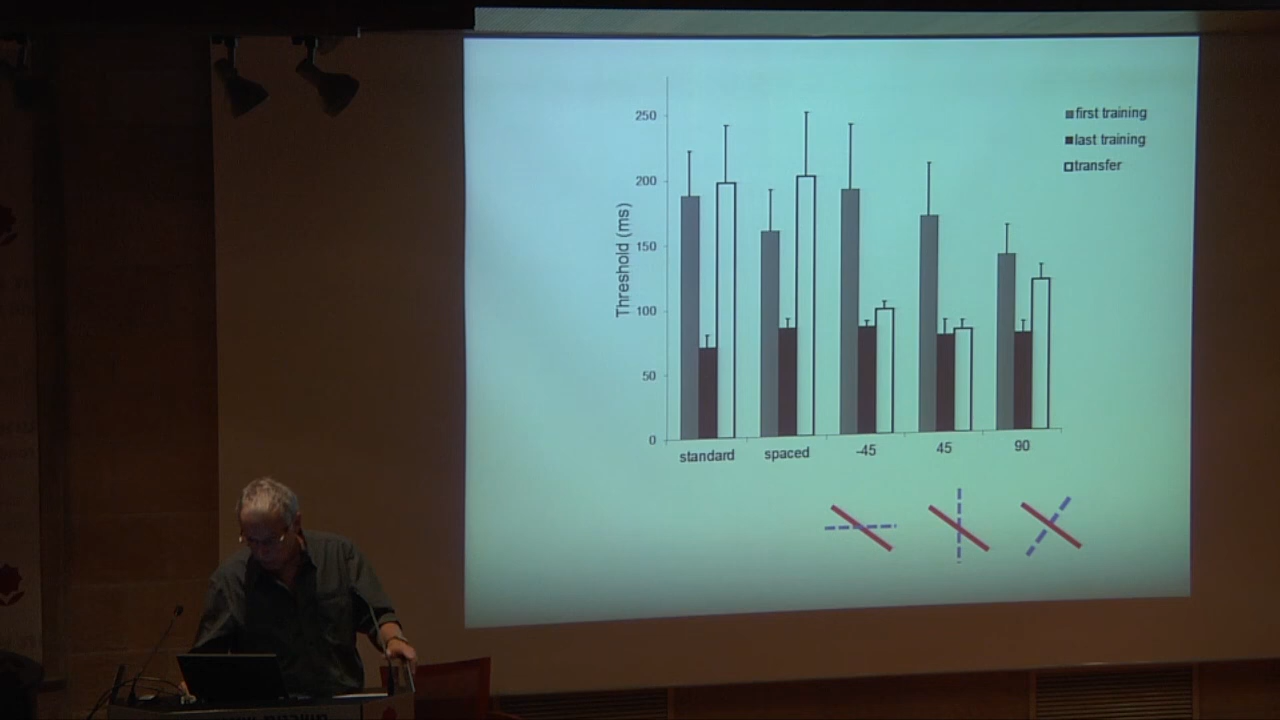 250
200
150
100
50
0
Threshold (ms)
first training
last training
transfer
standard spaced -45 45 90